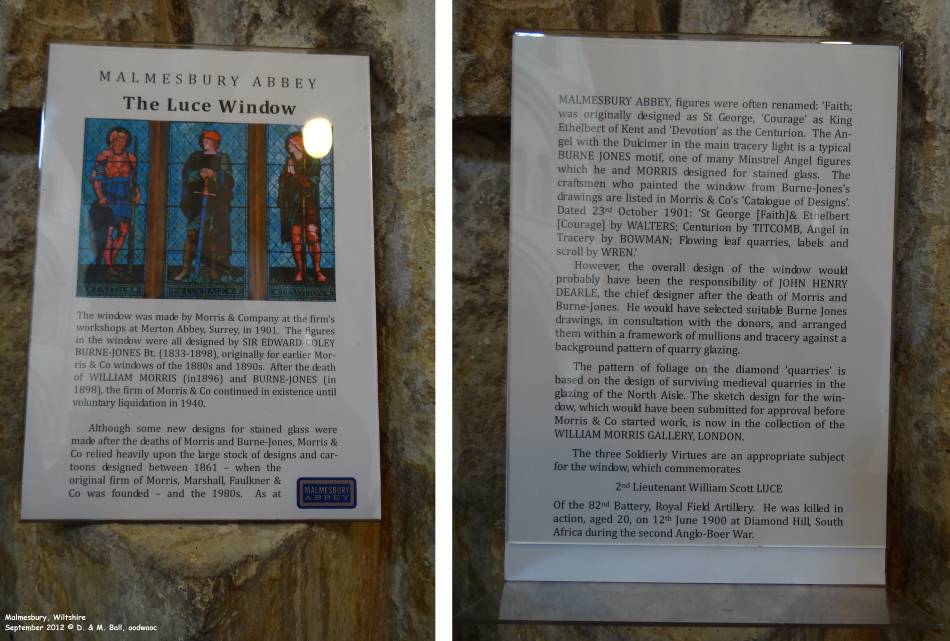 MALMESBURY ABBEY
The Luce Window
FAITH
COURAGE
DEVOTION
The window was made by Morris & Company at the firm's
workshops at Merton Abbey, Surrey, in 1901. The figures
in the window were all designed by SIR EDWARD COLEY
BURNE-JONES Bt. (1833-1898), originally for earlier Mor-
ris & Co windows of the 1880s and 1890s. After the death
of WILLIAM MORRIS (in1896) and BURNE-JONES (in
1898), the firm of Morris & Co continued in existence until
voluntary liquidation in 1940.
Although some new designs for stained glass were
made after the deaths of Morris and Burne-Jones, Morris &
Co relied heavily upon the large stock of designs and car-
toons designed between 1861 – when the
original firm of Morris, Marshall, Faulkner &
Co was founded – and the 1980s. As at
MALMESBURY
ABBEY
MALMESBURY ABBEY, figures were often renamed: 'Faith;
was originally designed as St George, 'Courage' as King
Ethelbert of Kent and 'Devotion' as the Centurion. The An-
gel with the Dulcimer in the main tracery light is a typical
BURNE JONES motif, one of many Minstrel Angel figures
which he and MORRIS designed for stained glass. The
craftsmen who painted the window from Burne-Jones's
drawings are listed in Morris & Co's 'Catalogue of Designs'.
Dated 23rd October 1901: 'St George [Faith]& Ethelbert
[Courage] by WALTERS; Centurion by TITCOMB, Angel in
Tracery by BOWMAN; Flowing leaf quarries, labels and
scroll by WREN.'
However, the overall design of the window would
probably have been the responsibility of JOHN HENRY
DEARLE, the chief designer after the death of Morris and
Burne-Jones. He would have selected suitable Burne Jones
drawings, in consultation with the donors, and arranged
them within a framework of mullions and tracery against a
background pattern of quarry glazing.
The pattern of foliage on the diamond 'quarries' is
based on the design of surviving medieval quarries in the
glazing of the North Aisle. The sketch design for the win-
dow, which would have been submitted for approval before
Morris & Co started work, is now in the collection of the
WILLIAM MORRIS GALLERY, LONDON.
The three Soldierly Virtues are an appropriate subject
for the window, which commemorates
2nd Lieutenant William Scott LUCE
Of the 82nd Battery, Royal Field Artillery. He was killed in
action, aged 20, on 12th June 1900 at Diamond Hill, South
Africa during the second Anglo-Boer War.
Malmesbury, Wiltshire
September 2012 © D. & M. Ball, oodwooc